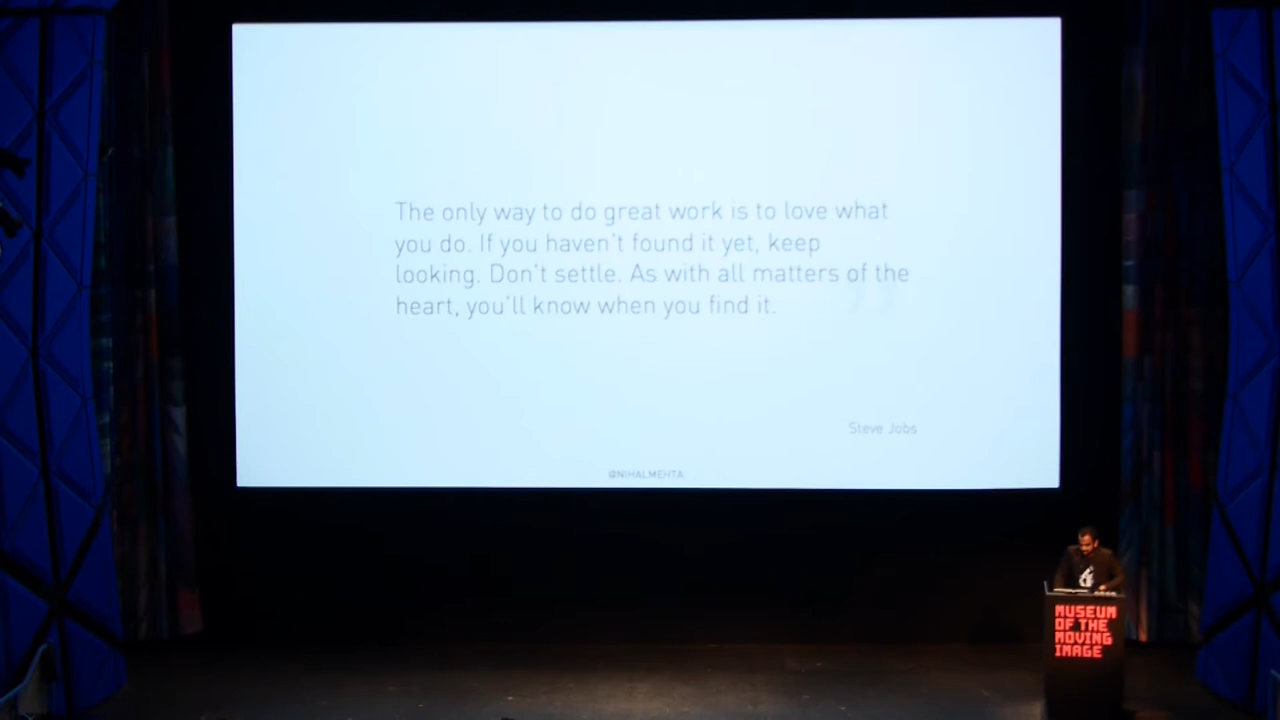 The only way to do great work is to love what
you do. If you haven't found it yet, keep
looking. Don't settle. As with all matters of the
heart, you'll know when you find it.
”
Steve Jobs
@NIHALMEHTA
MUSEUM
OF THE
MOVING
IMAGE